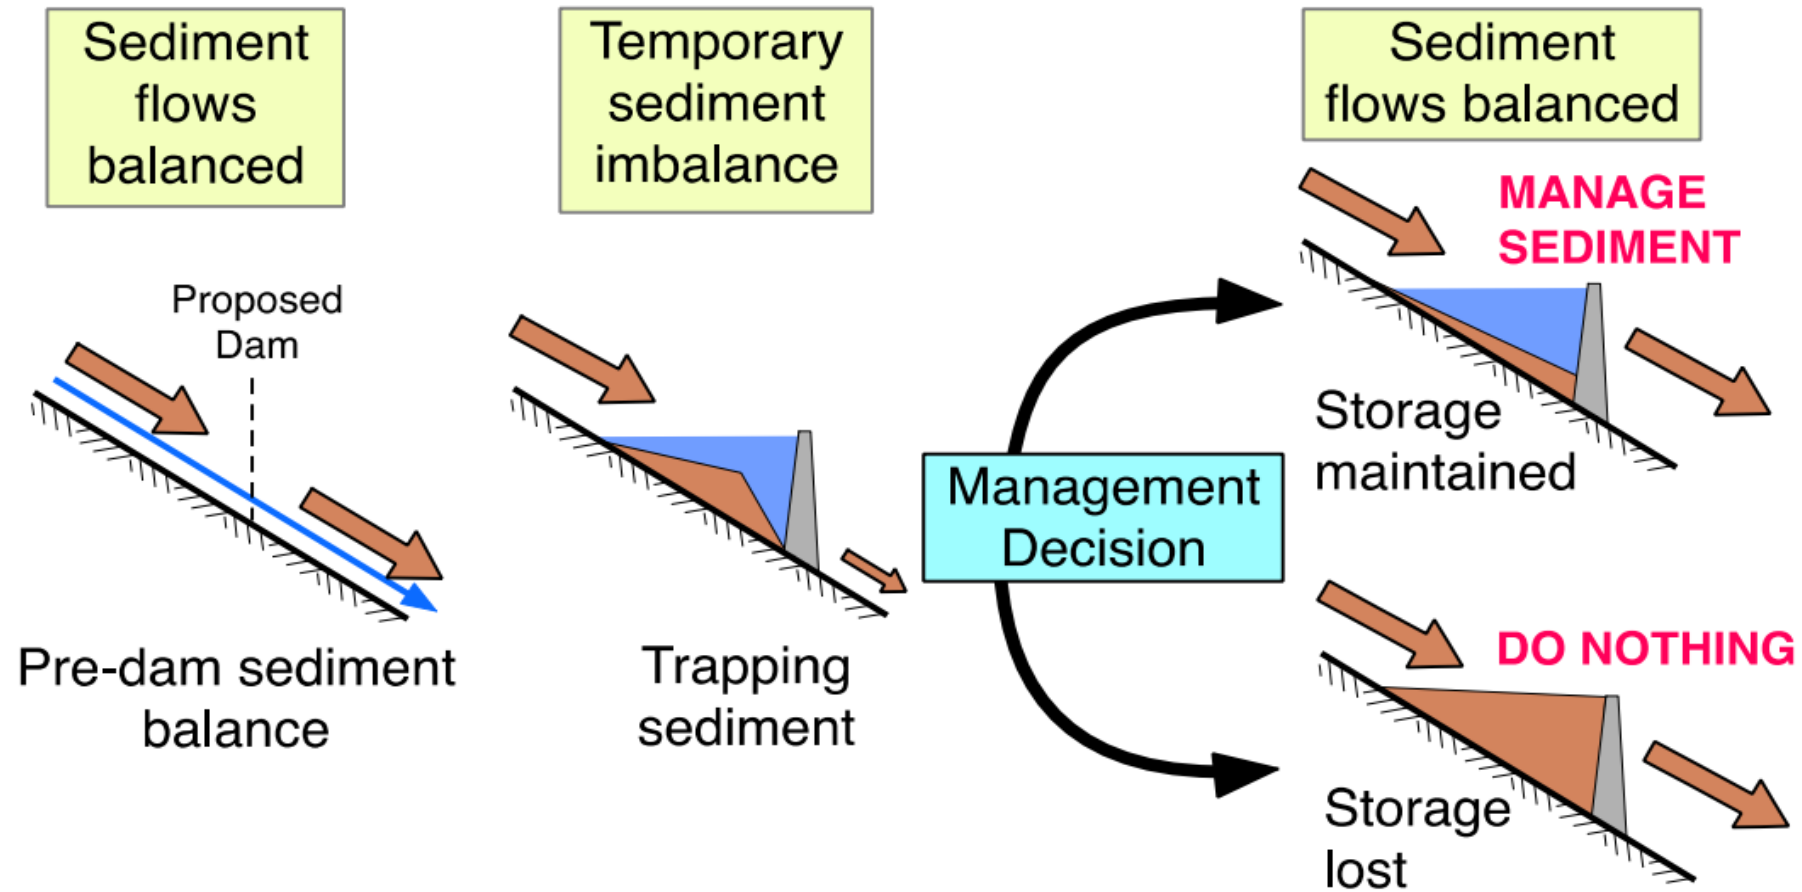 Sediment
flows
balanced
Temporary
sediment
imbalance
Sediment
flows balanced
MANAGE
SEDIMENT
Proposed
Dam
Storage
maintained
Management
Decision
Pre-dam sediment
balance
Trapping
sediment
DO NOTHING
Storage
lost